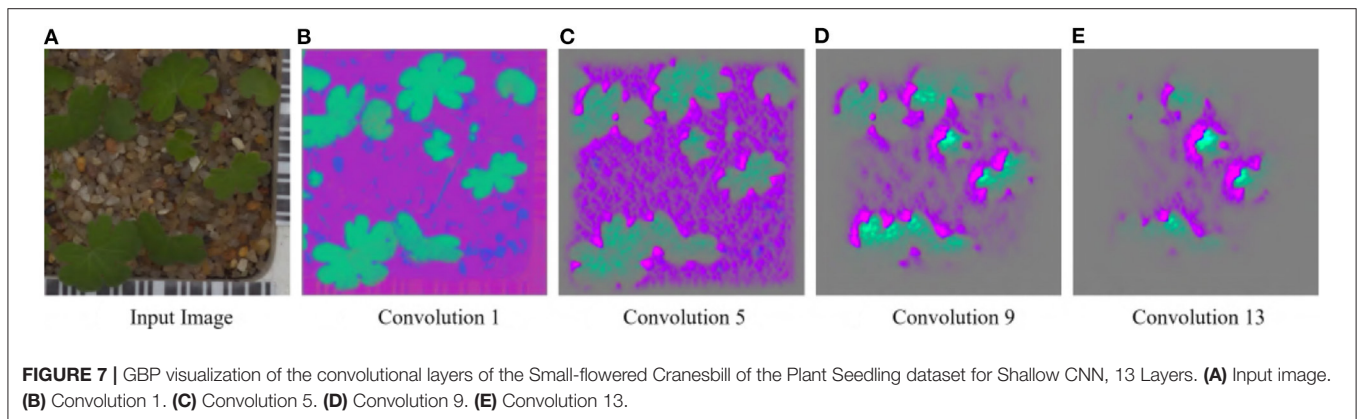 A B C D E
Input Image Convolution 1 Convolution 5 Convolution 9 Convolution 13
FIGURE 7 | GBP visualization of the convolutional layers of the Small-flowered Cranesbill of the Plant Seedling dataset for Shallow CNN, 13 Layers. (A) Input image.
(B) Convolution 1. (C) Convolution 5. (D) Convolution 9. (E) Convolution 13.